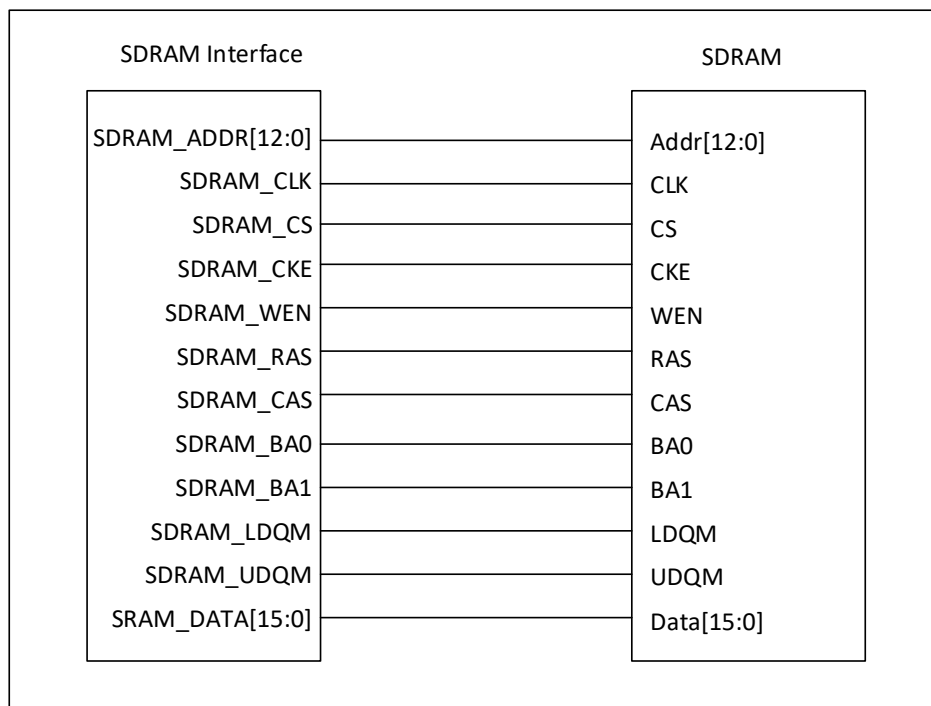 SDRAM Interface
SDRAM
SDRAM_ADDR[12:0]
Addr[12:0]
SDRAM_CLK
CLK
SDRAM_CS
CS
SDRAM_CKE
CKE
SDRAM_WEN
WEN
SDRAM_RAS
RAS
SDRAM_CAS
CAS
SDRAM_BA0
BA0
SDRAM_BA1
BA1
SDRAM_LDQM
LDQM
SDRAM_UDQM
UDQM
SRAM_DATA[15:0]
Data[15:0]